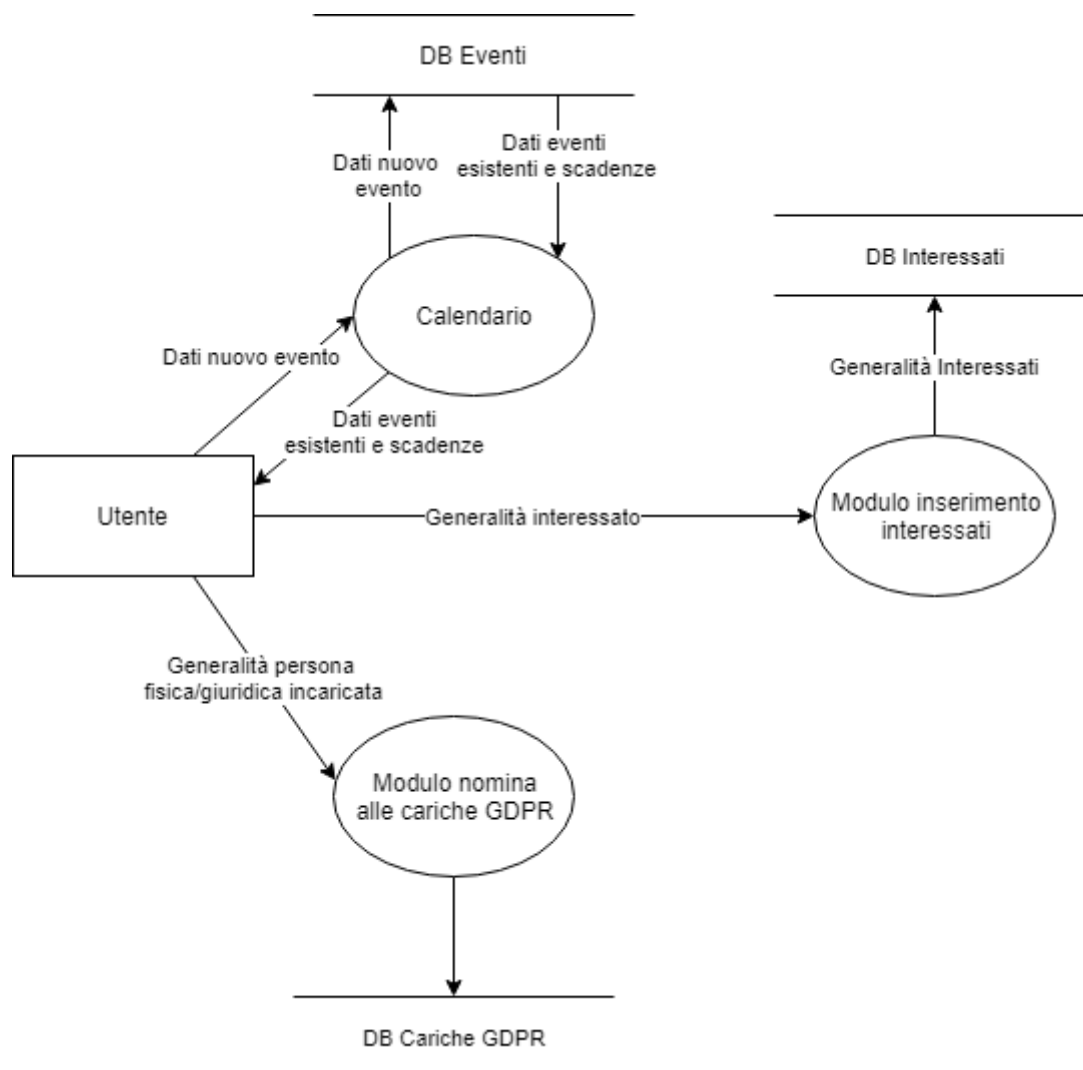 DB Eventi
Dati nuovo
evento
Dati eventi
esistenti e scadenze
DB Interessati
Calendario
Dati nuovo evento
Generalità Interessati
Dati eventi
esistenti e scadenze
Utente
Generalità interessato
Modulo inserimento
interessati
Generalità persona
fisica/giuridica incaricata
Modulo nomina
alle cariche GDPR
DB Cariche GDPR